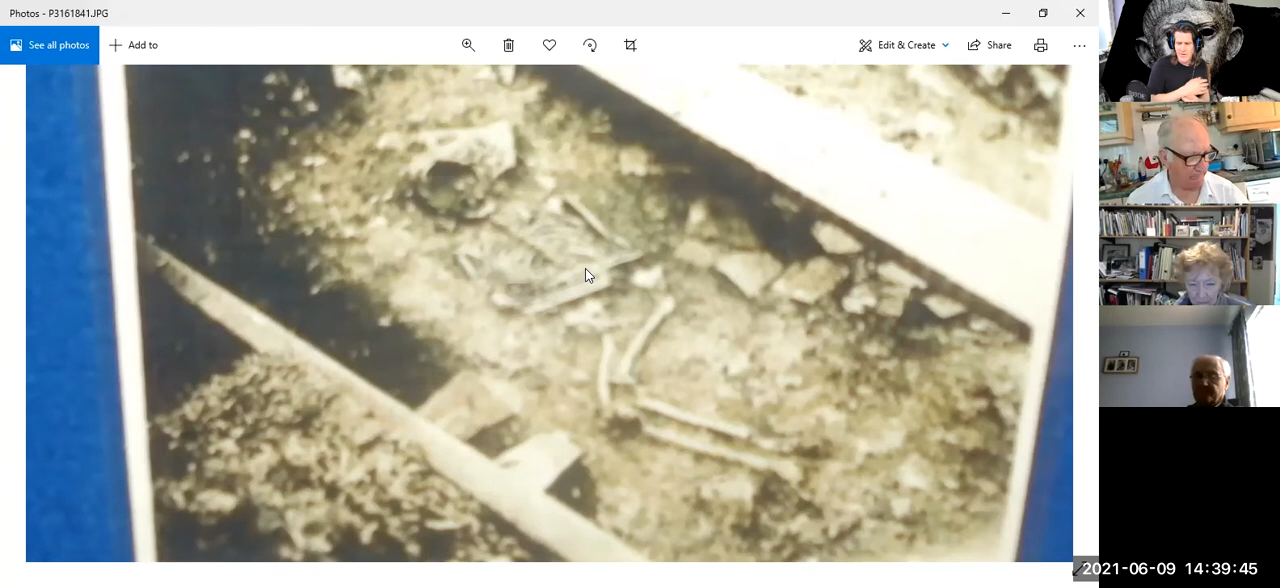 Photos - P3161841.JPG
See all photos
Add to
Edit & Create
Share
2021-06-09 14:39:45